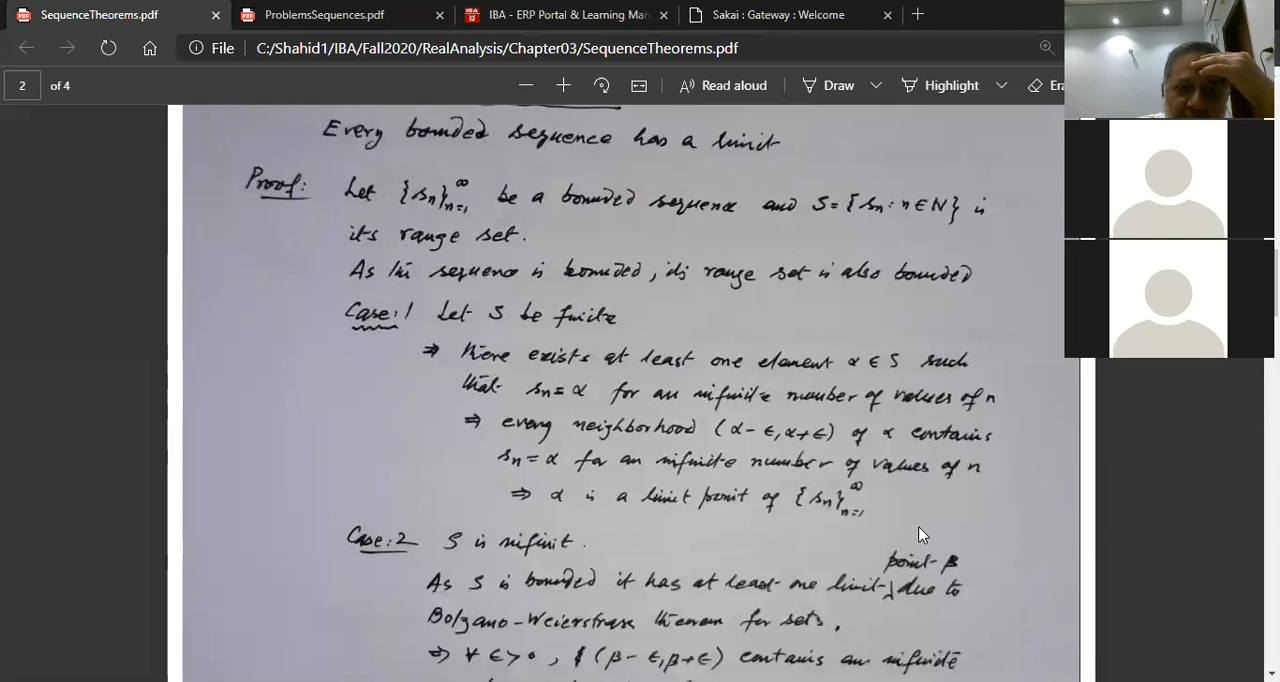 SequenceTheorems.pdf
ProblemsSequences.pdf
IBA - ERP Portal & Learning Man
Sakai : Gateway : Welcome
File C:/Shahid1/IBA/Fall2020/RealAnalysis/Chapter03/SequenceTheorems.pdf
2 of 4
Read aloud
Draw
Highlight
Era
Every bounded sequence has a limit
Proof: Let {sn}∞n=1 be a bounded sequence and S = {sn : n ∈ N} is
its range set.
As the sequence is bounded, its range set is also bounded
Case:1 Let S be finite
⇒ there exists at least one element α ∈ S such
that sn = α for an infinite number of values of n
⇒ every neighborhood (α - ϵ, α + ϵ) of α contains
sn = α for an infinite number of values of n
⇒ α is a limit point of {sn}∞n=1
Case:2 S is infinit.
point β
As S is bounded it has at least one limit due to
Bolzano-Weierstrass theorem for sets.
⇒ ∀ ϵ > 0, (β - ϵ, β + ϵ) contains an infinite